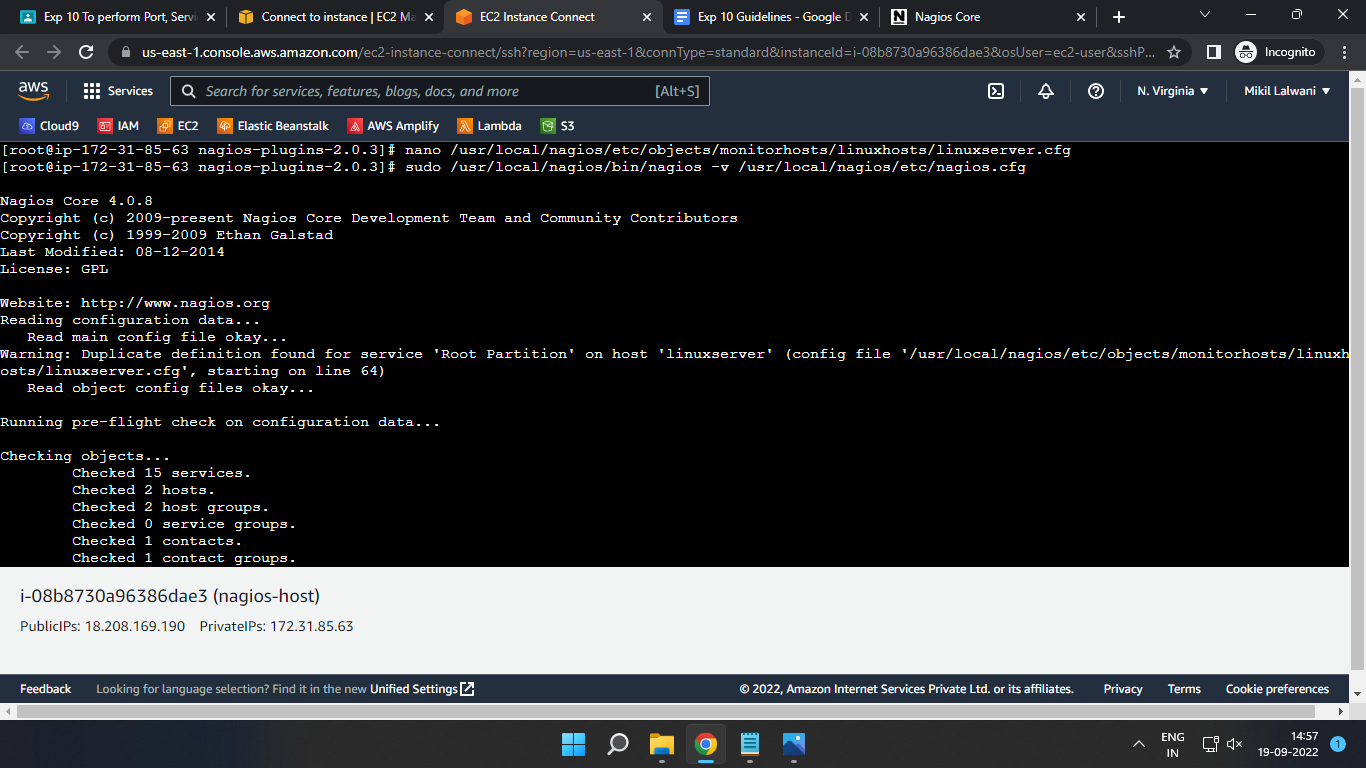 Exp 10 To perform Port, Servi
Connect to instance | EC2 Ma
EC2 Instance Connect
Exp 10 Guidelines - Google D
Nagios Core
us-east-1.console.aws.amazon.com/ec2-instance-connect/ssh?region=us-east-1&connType=standard&instanceId=i-08b8730a96386dae3&osUser=ec2-user&sshP...
Incognito
aws
Services
Search for services, features, blogs, docs, and more
[Alt+S]
N. Virginia
Mikil Lalwani
Cloud9
IAM
EC2
Elastic Beanstalk
AWS Amplify
Lambda
S3
[root@ip-172-31-85-63 nagios-plugins-2.0.3]# nano /usr/local/nagios/etc/objects/monitorhosts/linuxhosts/linuxserver.cfg
[root@ip-172-31-85-63 nagios-plugins-2.0.3]# sudo /usr/local/nagios/bin/nagios -v /usr/local/nagios/etc/nagios.cfg
Nagios Core 4.0.8
Copyright (c) 2009-present Nagios Core Development Team and Community Contributors
Copyright (c) 1999-2009 Ethan Galstad
Last Modified: 08-12-2014
License: GPL
Website: http://www.nagios.org
Reading configuration data...
Read main config file okay...
Warning: Duplicate definition found for service 'Root Partition' on host 'linuxserver' (config file '/usr/local/nagios/etc/objects/monitorhosts/linuxh
osts/linuxserver.cfg', starting on line 64)
Read object config files okay...
Running pre-flight check on configuration data...
Checking objects...
Checked 15 services.
Checked 2 hosts.
Checked 2 host groups.
Checked 0 service groups.
Checked 1 contacts.
Checked 1 contact groups.
i-08b8730a96386dae3 (nagios-host)
PublicIPs: 18.208.169.190 PrivateIPs: 172.31.85.63
Feedback
Looking for language selection? Find it in the new Unified Settings
© 2022, Amazon Internet Services Private Ltd. or its affiliates.
Privacy
Terms
Cookie preferences
ENG
IN
14:57
19-09-2022
1